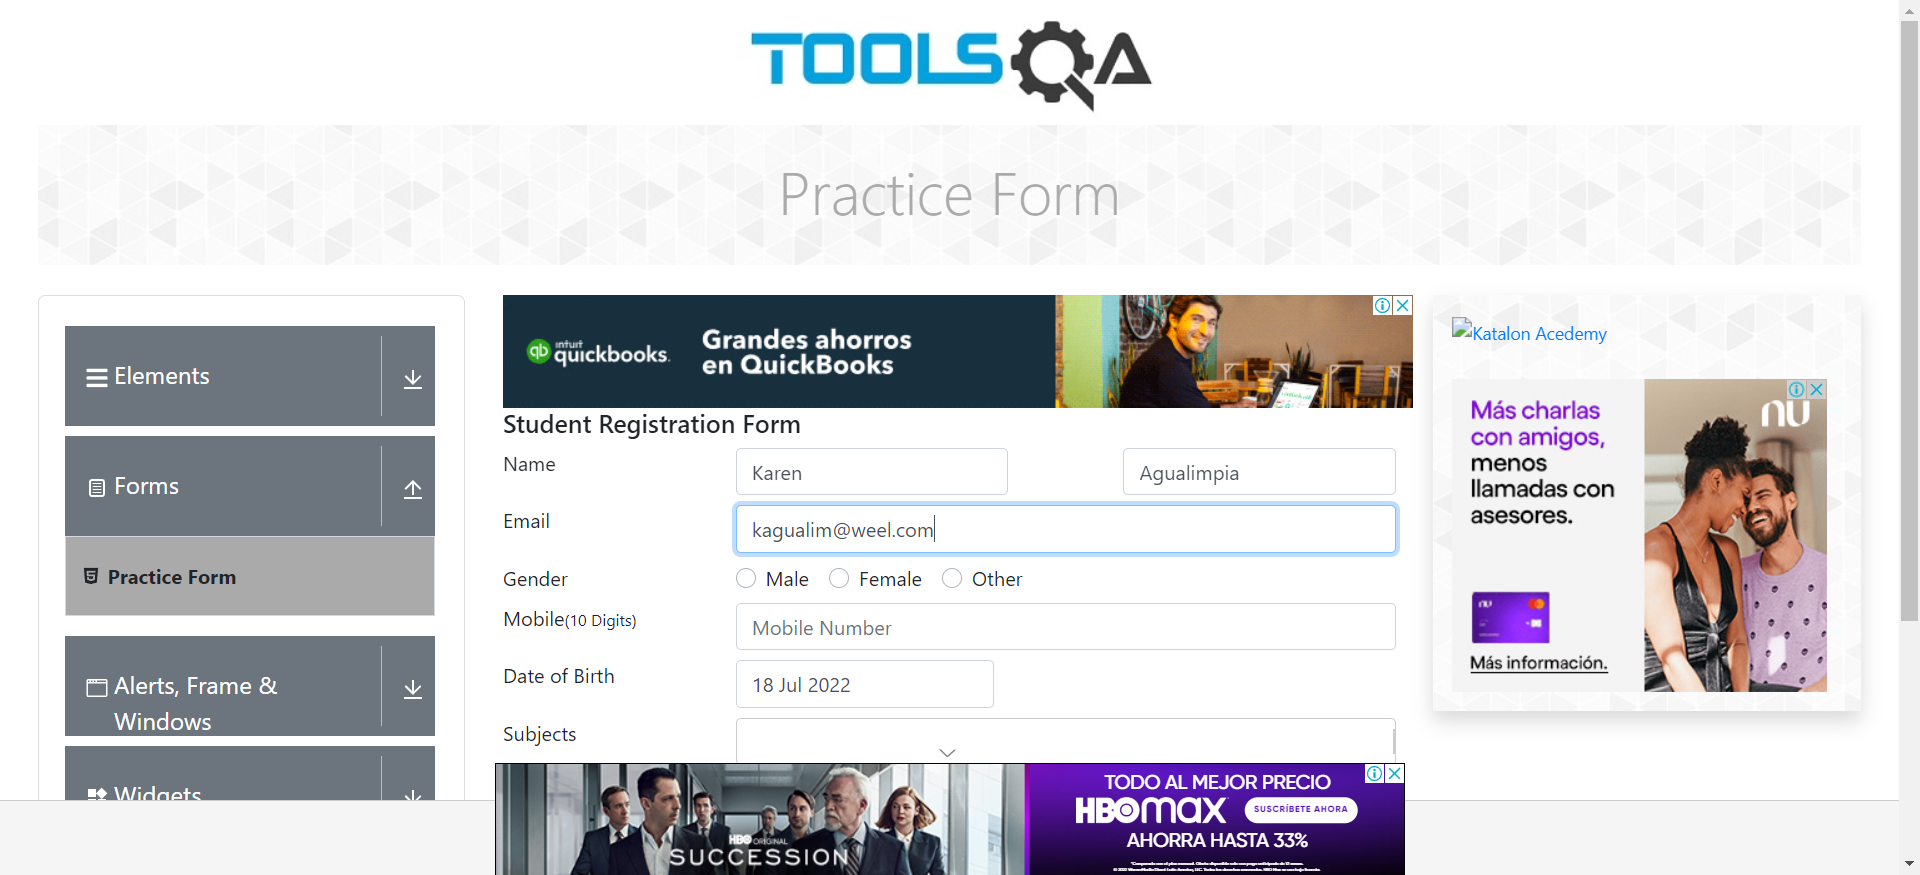 TOOLSQA
Practice Form
Elements
Forms
Practice Form
Alerts, Frame &
Windows
Widgets
intuit
qb quickbooks.
Grandes ahorros
en QuickBooks
Student Registration Form
Name
Karen
Agualimpia
Email
kagualim@weel.com
Gender
Male
Female
Other
Mobile(10 Digits)
Mobile Number
Date of Birth
18 Jul 2022
Subjects
HBO ORIGINAL
SUCCESSION
TODO AL MEJOR PRECIO
HBOMAX
SUSCRÍBETE AHORA
AHORRA HASTA 33%
Katalon Acedemy
nu
Más charlas
con amigos,
menos
llamadas con
asesores.
nu
Más información.